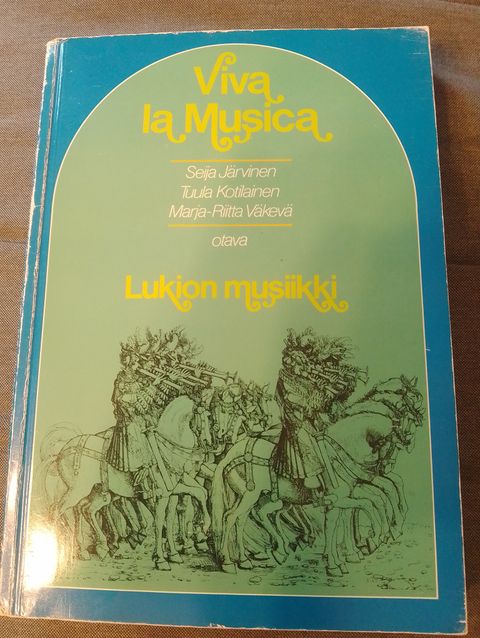 Viva
la Musica
Seija Järvinen
Tuula Kotilainen
Marja-Riitta Väkevä
otava
Lukion musiikki